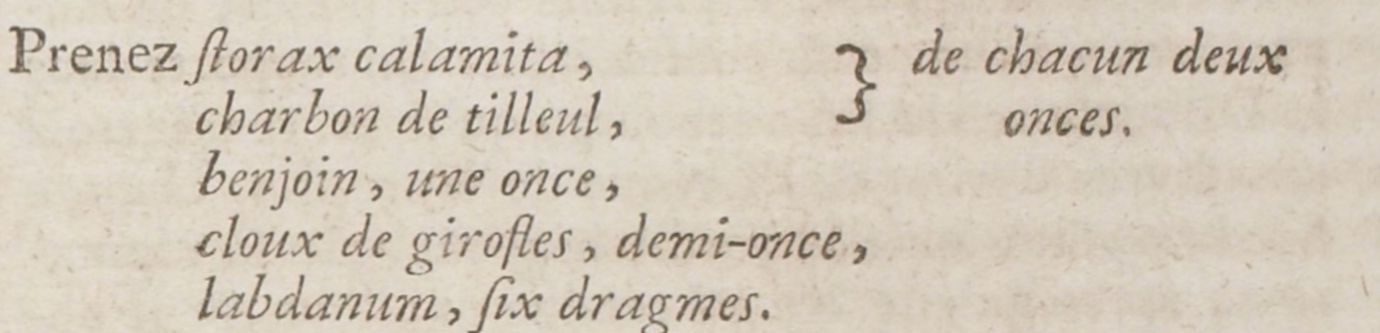 Prenez ſtorax calamita, } de chacun deux
charbon de tilleul, onces.
benjoin, une once,
cloux de girofles, demi-once,
labdanum, ſix dragmes.